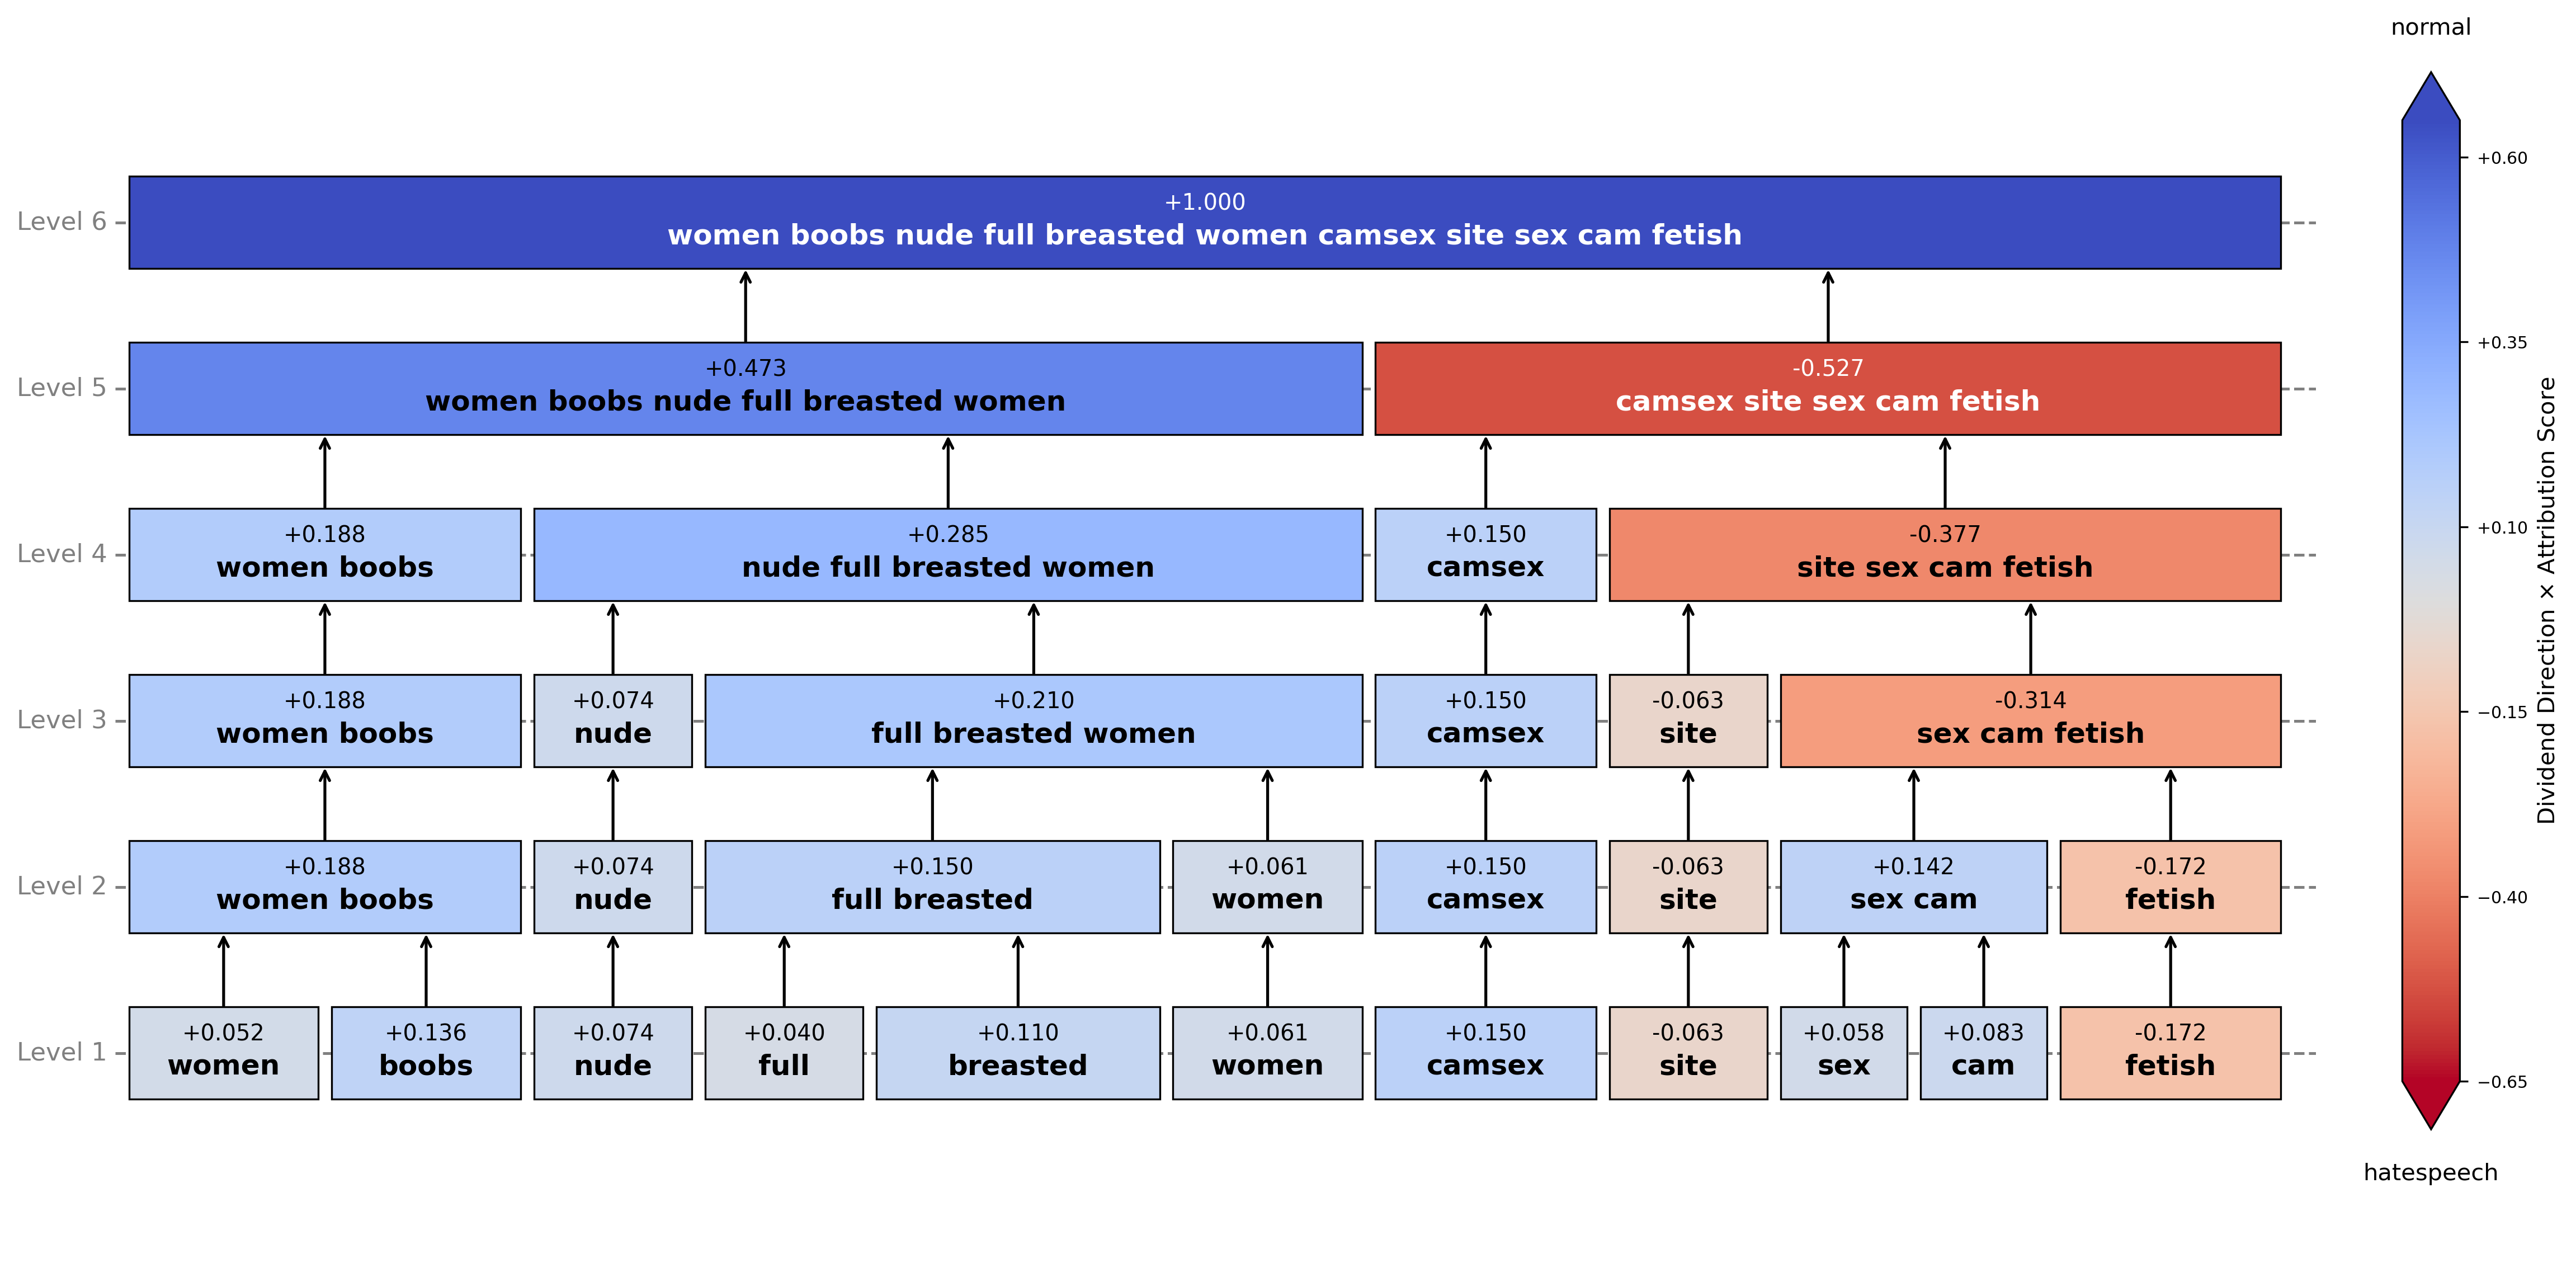 normal
+1.000
women boobs nude full breasted women camsex site sex cam fetish
Level 6
+0.473
women boobs nude full breasted women
-0.527
camsex site sex cam fetish
Level 5
+0.188
women boobs
+0.285
nude full breasted women
+0.150
camsex
-0.377
site sex cam fetish
Level 4
+0.188
women boobs
+0.074
nude
+0.210
full breasted women
+0.150
camsex
-0.063
site
-0.314
sex cam fetish
Level 3
+0.188
women boobs
+0.074
nude
+0.150
full breasted
+0.061
women
+0.150
camsex
-0.063
site
+0.142
sex cam
-0.172
fetish
Level 2
+0.052
women
+0.136
boobs
+0.074
nude
+0.040
full
+0.110
breasted
+0.061
women
+0.150
camsex
-0.063
site
+0.058
sex
+0.083
cam
-0.172
fetish
Level 1
+0.60
+0.35
+0.10
−0.15
−0.40
−0.65
Dividend Direction × Attribution Score
hatespeech